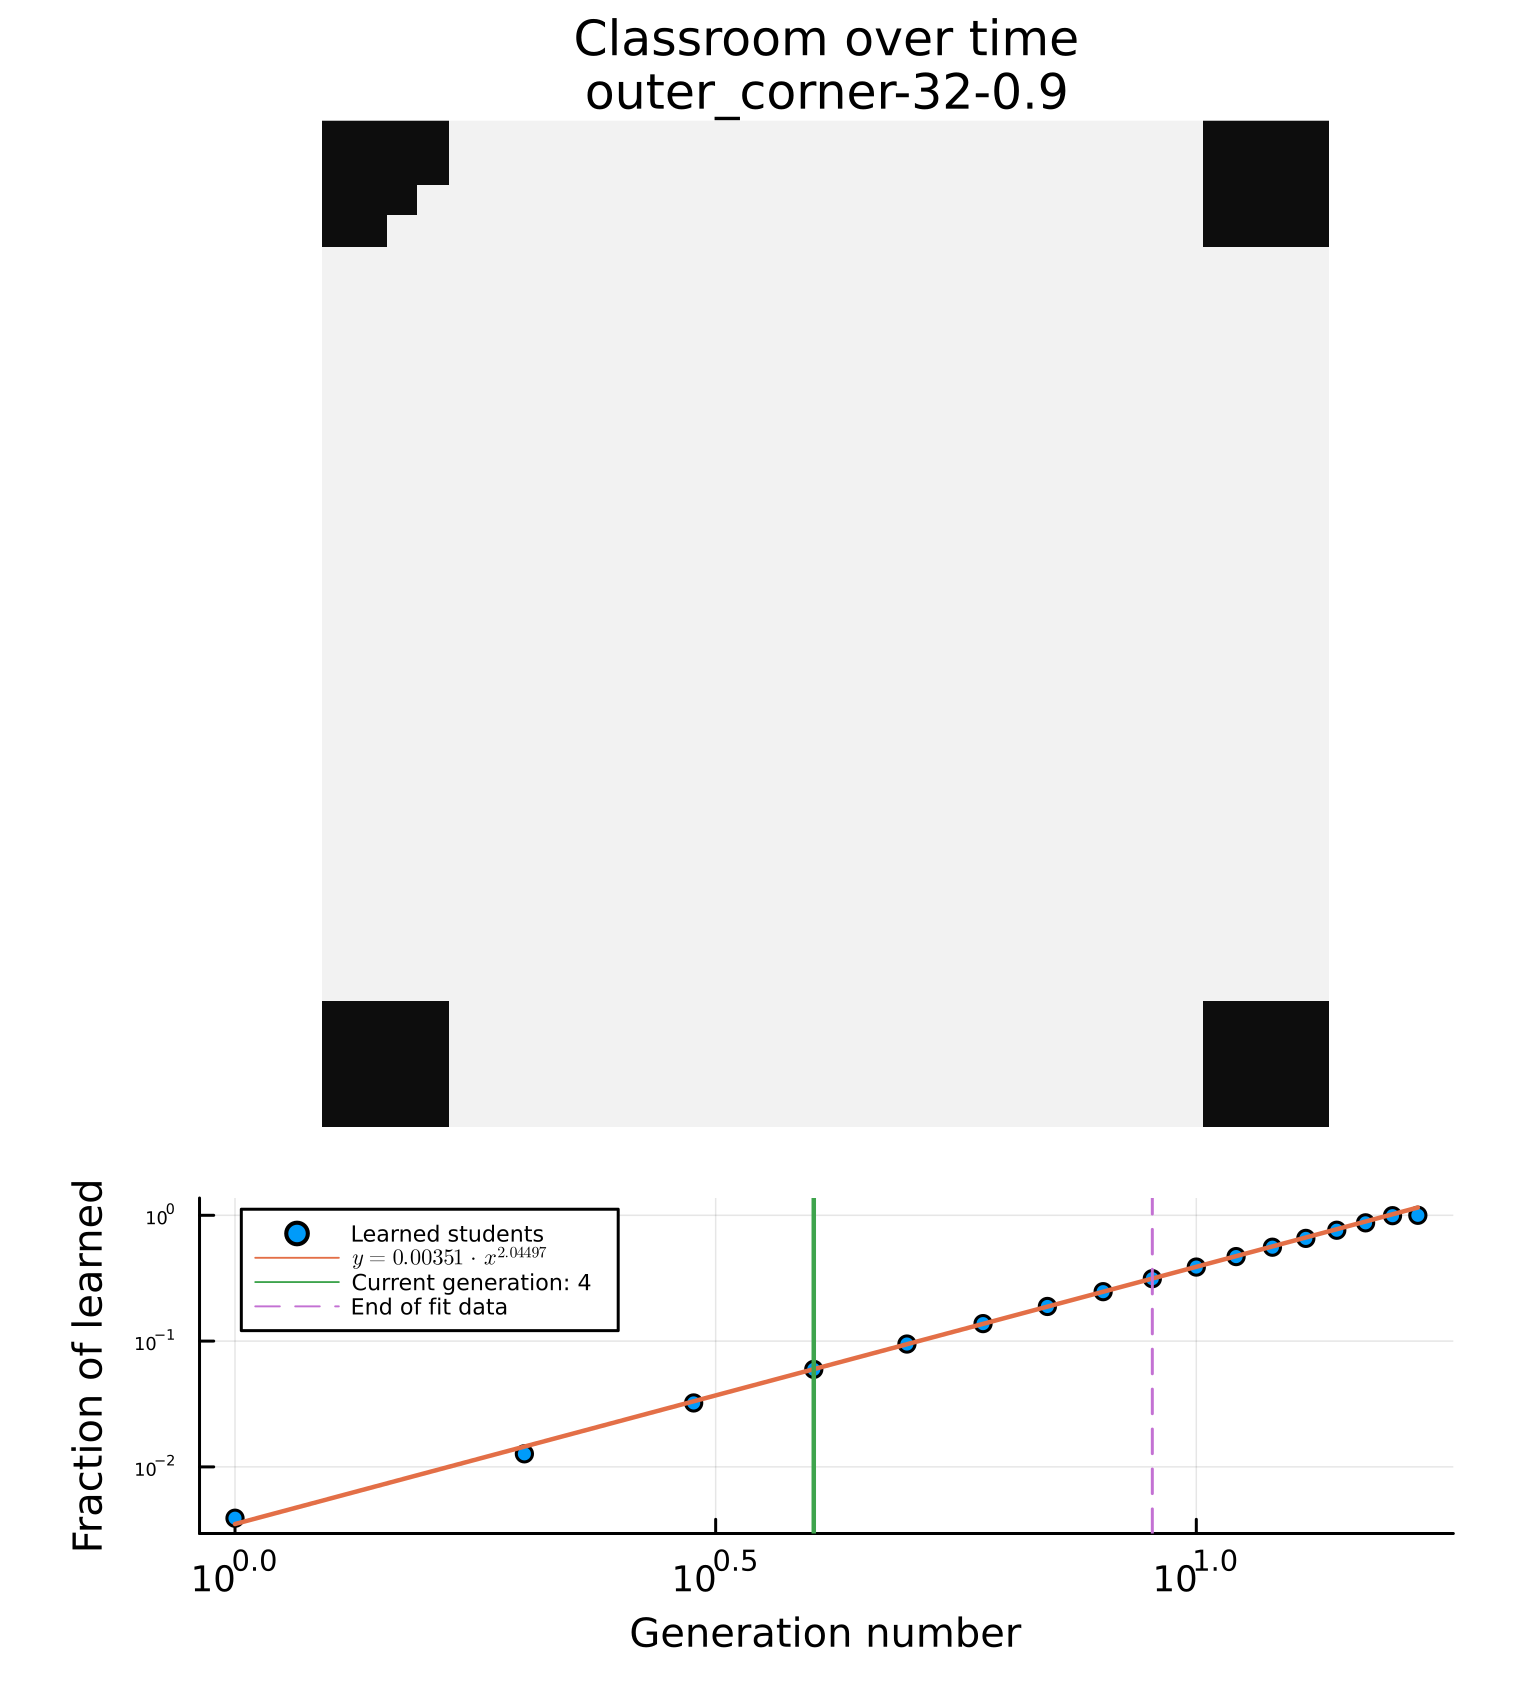 Classroom over time
outer_corner-32-0.9
Fraction of learned
10^0
10^-1
10^-2
Learned students
y = 0.00351 · x^2.04497
Current generation: 4
End of fit data
10^0.0
10^0.5
10^1.0
Generation number